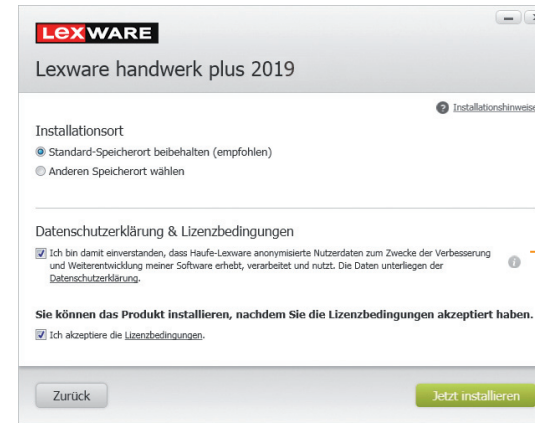 LEXWARE
Lexware handwerk plus 2019
? Installationshinweise
Installationsort
Standard-Speicherort beibehalten (empfohlen)
Anderen Speicherort wählen
Datenschutzerklärung & Lizenzbedingungen
Ich bin damit einverstanden, dass Haufe-Lexware anonymisierte Nutzerdaten zum Zwecke der Verbesserung
und Weiterentwicklung meiner Software erhebt, verarbeitet und nutzt. Die Daten unterliegen der
Datenschutzerklärung.
i
Sie können das Produkt installieren, nachdem Sie die Lizenzbedingungen akzeptiert haben.
Ich akzeptiere die Lizenzbedingungen.
Zurück
Jetzt installieren